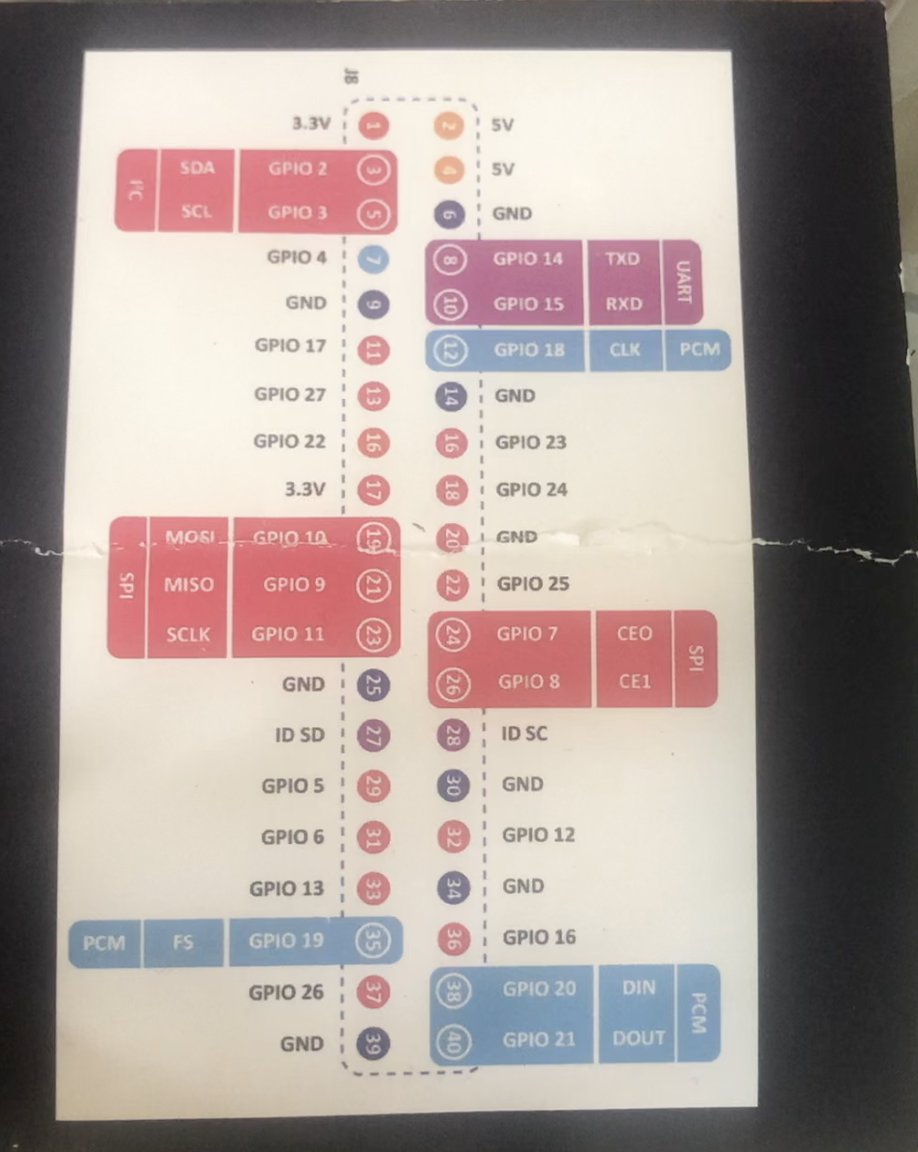 J8
3.3V 1 2 5V
I²C SDA GPIO 2 3 4 5V
SCL GPIO 3 5 6 GND
GPIO 4 7 8 GPIO 14 TXD UART
GND 9 10 GPIO 15 RXD
GPIO 17 11 12 GPIO 18 CLK PCM
GPIO 27 13 14 GND
GPIO 22 16 16 GPIO 23
3.3V 17 18 GPIO 24
MOSI GPIO 10 19 20 GND
SPI MISO GPIO 9 21 22 GPIO 25
SCLK GPIO 11 23 24 GPIO 7 CEO SPI
GND 25 26 GPIO 8 CE1
ID SD 27 28 ID SC
GPIO 5 29 30 GND
GPIO 6 31 32 GPIO 12
GPIO 13 33 34 GND
PCM FS GPIO 19 35 36 GPIO 16
GPIO 26 37 38 GPIO 20 DIN PCM
GND 39 40 GPIO 21 DOUT